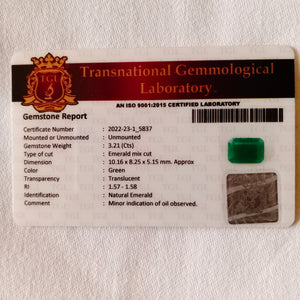 TGL
Transnational Gemmological
Laboratory.
AN ISO 9001:2015 CERTIFIED LABORATORY
Gemstone Report
Certificate Number : 2022-23-1_5837
Mounted or Unmounted : Unmounted
Gemstone Weight : 3.21 (Cts)
Type of cut : Emerald mix cut
Dimension : 10.16 x 8.25 x 5.15 mm. Approx
Color : Green
Transparency : Translucent
RI : 1.57 - 1.58
Identification : Natural Emerald
Comment : Minor indication of oil observed.